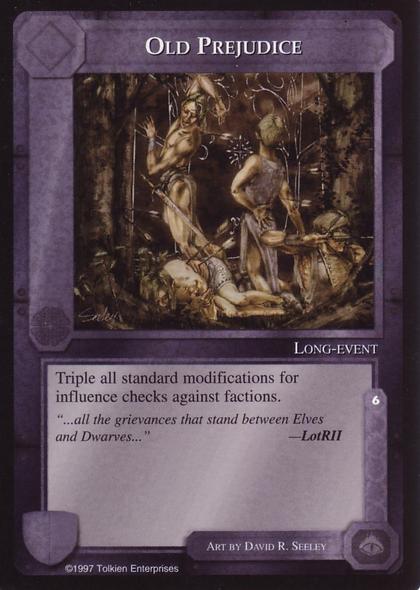 OLD PREJUDICE
Seeley
LONG-EVENT
Triple all standard modifications for
influence checks against factions.
"...all the grievances that stand between Elves
and Dwarves..." —LotRII
6
ART BY DAVID R. SEELEY
©1997 Tolkien Enterprises